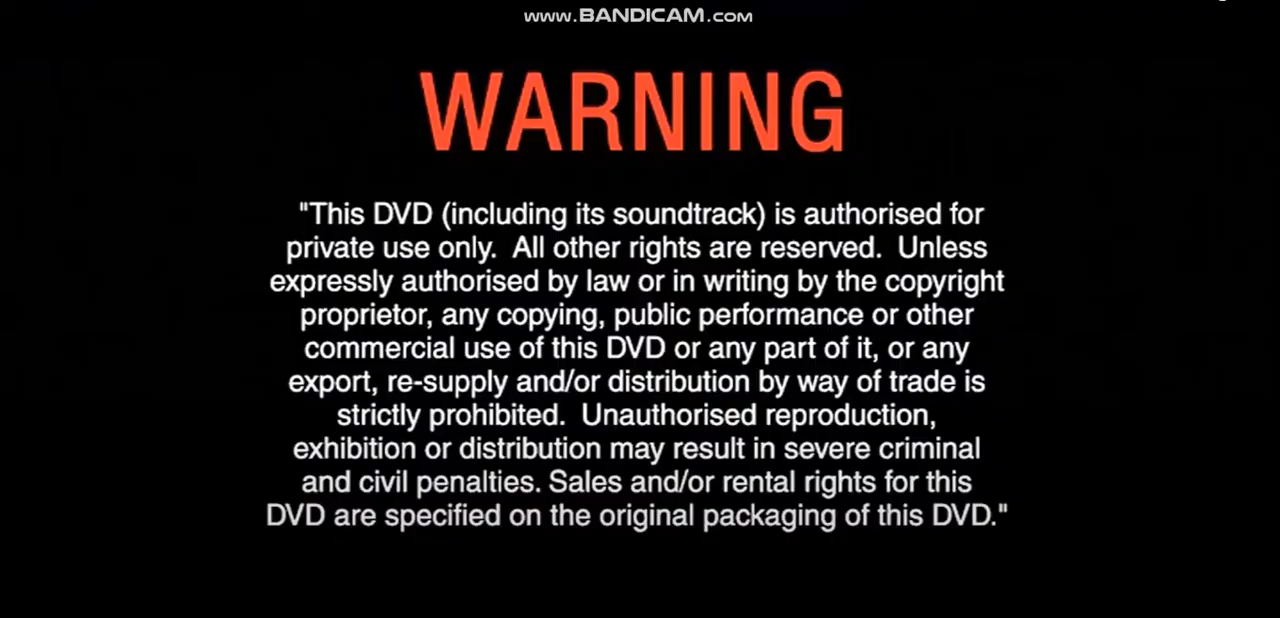 www.BANDICAM.com
WARNING
"This DVD (including its soundtrack) is authorised for
private use only.  All other rights are reserved.  Unless
expressly authorised by law or in writing by the copyright
proprietor, any copying, public performance or other
commercial use of this DVD or any part of it, or any
export, re-supply and/or distribution by way of trade is
strictly prohibited.  Unauthorised reproduction,
exhibition or distribution may result in severe criminal
and civil penalties. Sales and/or rental rights for this
DVD are specified on the original packaging of this DVD."